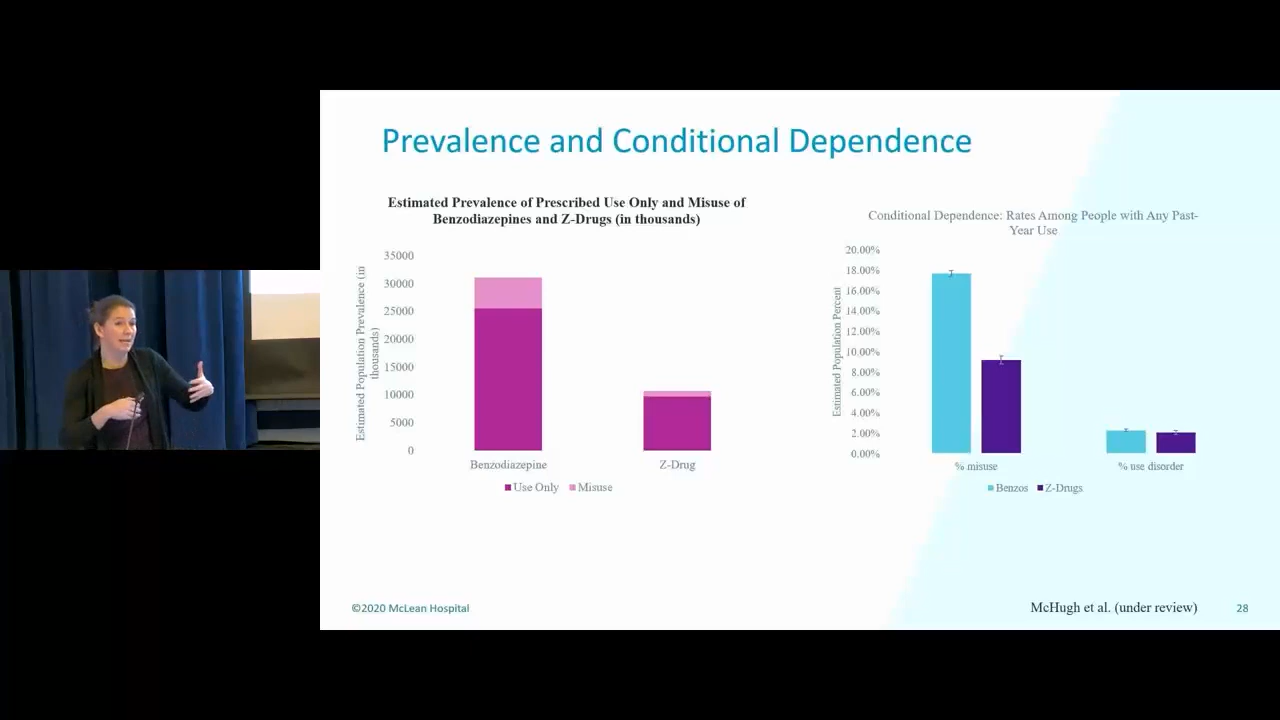 Prevalence and Conditional Dependence
Estimated Prevalence of Prescribed Use Only and Misuse of
Benzodiazepines and Z-Drugs (in thousands)
Estimated Population Prevalence (in
thousands)
35000
30000
25000
20000
15000
10000
5000
0
Benzodiazepine
Z-Drug
Use Only
Misuse
Conditional Dependence: Rates Among People with Any Past-
Year Use
Estimated Population Percent
20.00%
18.00%
16.00%
14.00%
12.00%
10.00%
8.00%
6.00%
4.00%
2.00%
0.00%
% misuse
% use disorder
Benzos
Z-Drugs
©2020 McLean Hospital
McHugh et al. (under review)
28